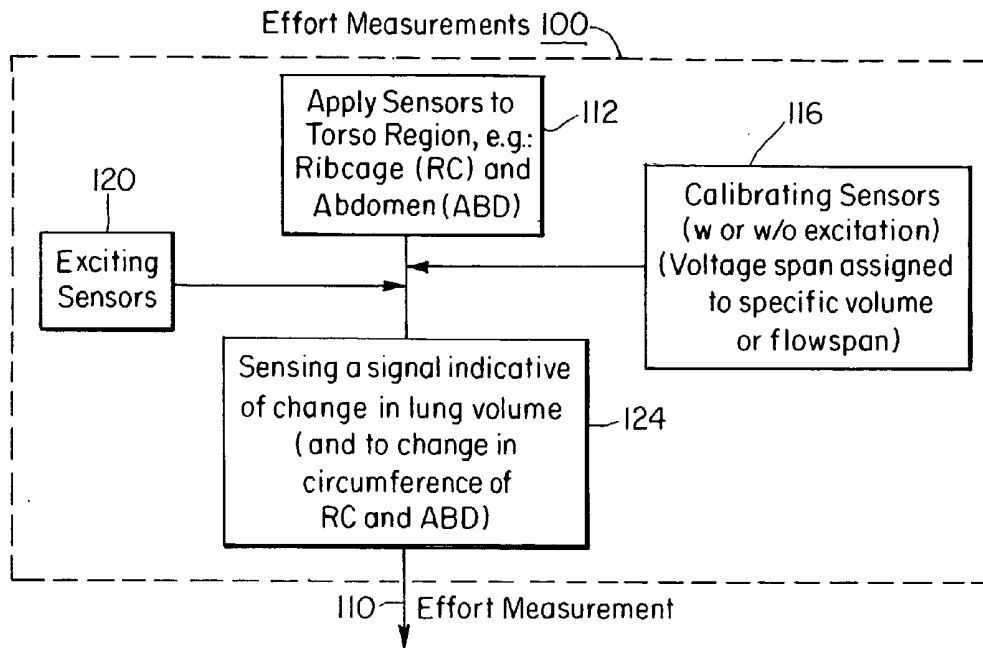 Effort Measurements 100
Apply Sensors to
Torso Region, e.g.:
Ribcage (RC) and
Abdomen (ABD)
112
116
120
Exciting
Sensors
Calibrating Sensors
(w or w/o excitation)
(Voltage span assigned
to specific volume
or flowspan)
Sensing a signal indicative
of change in lung volume
(and to change in
circumference of
RC and ABD)
124
110 Effort Measurement